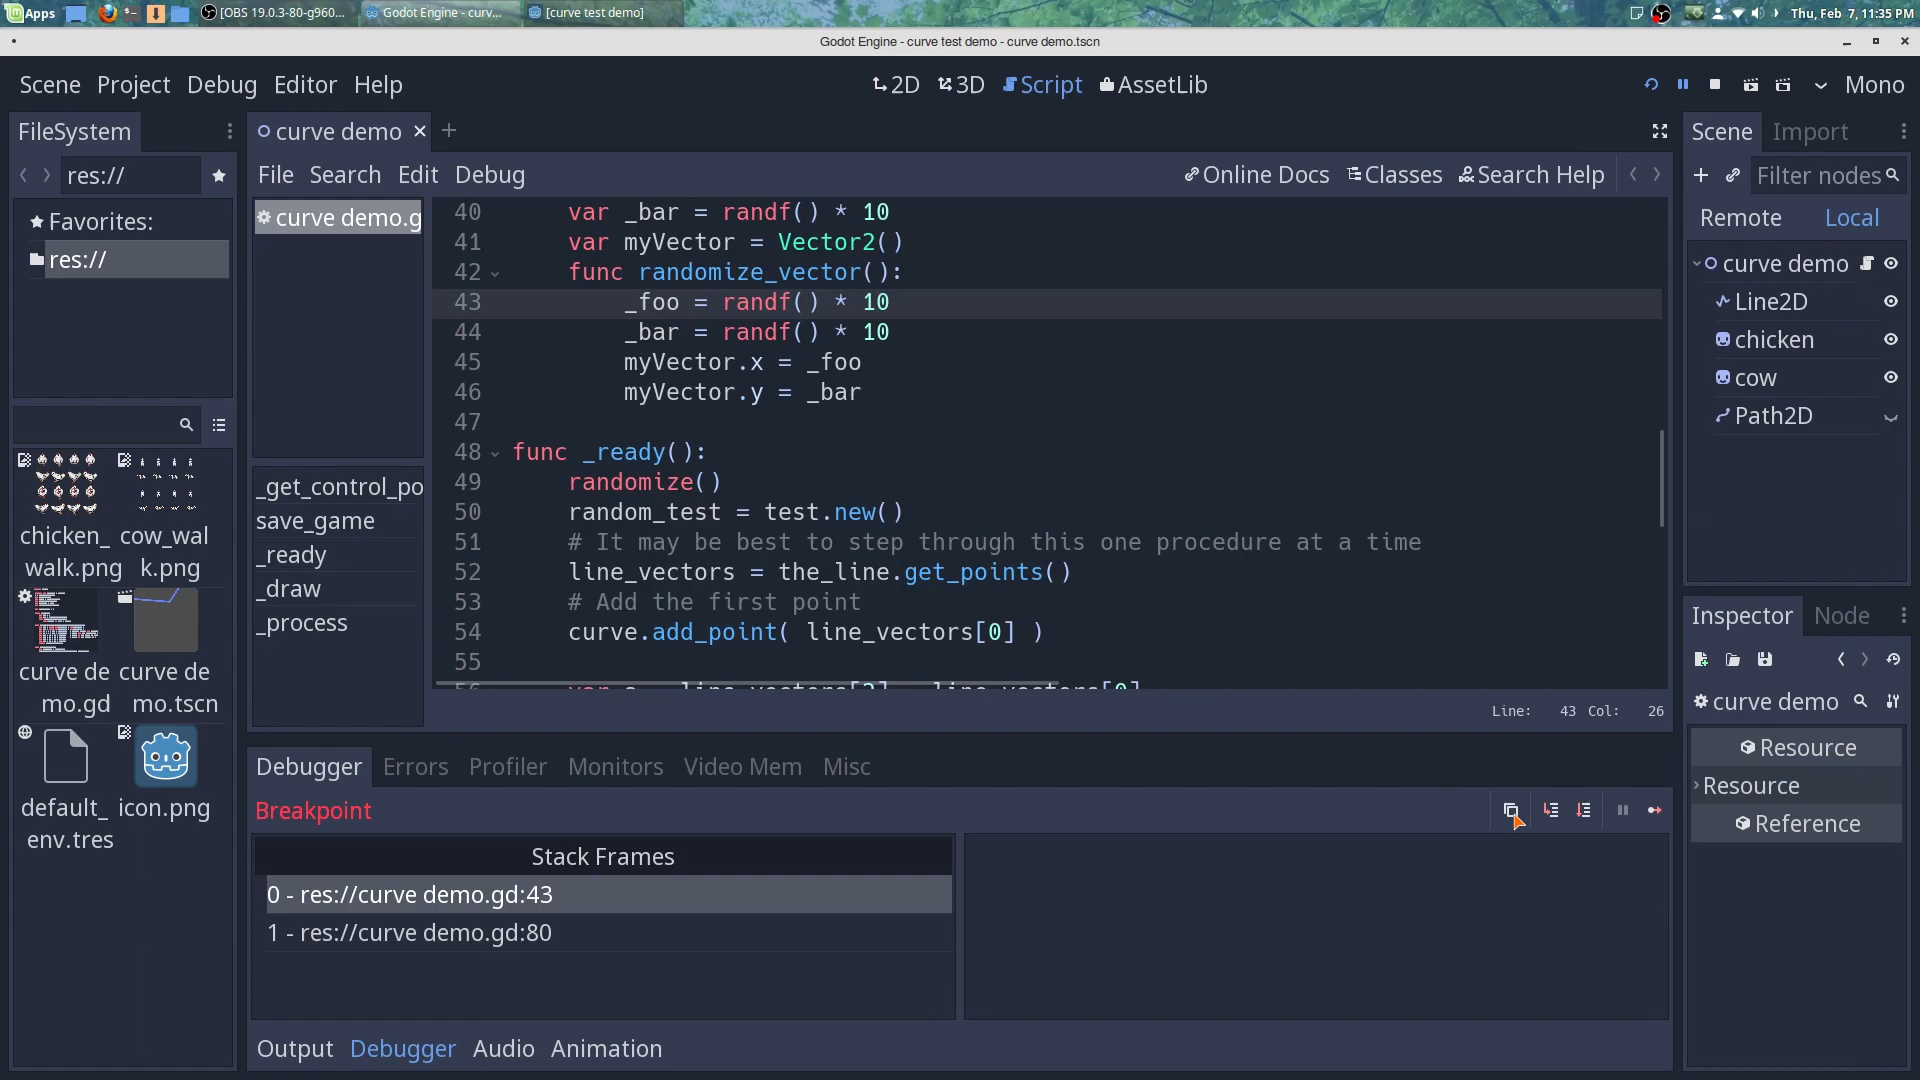 Apps
[OBS 19.0.3-80-g960...
Godot Engine - curv...
[curve test demo]
Thu, Feb 7, 11:35 PM
Godot Engine - curve test demo - curve demo.tscn
Scene Project Debug Editor Help
2D 3D Script AssetLib
Mono
FileSystem
res://
Favorites:
res://
chicken_walk.png
cow_walk.png
curve demo.gd
curve demo.tscn
default_env.tres
icon.png
curve demo
File Search Edit Debug
Online Docs Classes Search Help
curve demo.g
_get_control_po
save_game
_ready
_draw
_process
40 var _bar = randf() * 10
41 var myVector = Vector2()
42 func randomize_vector():
43 _foo = randf() * 10
44 _bar = randf() * 10
45 myVector.x = _foo
46 myVector.y = _bar
47
48 func _ready():
49 randomize()
50 random_test = test.new()
51 # It may be best to step through this one procedure at a time
52 line_vectors = the_line.get_points()
53 # Add the first point
54 curve.add_point( line_vectors[0] )
55
Line: 43 Col: 26
Debugger Errors Profiler Monitors Video Mem Misc
Breakpoint
Stack Frames
0 - res://curve demo.gd:43
1 - res://curve demo.gd:80
Output Debugger Audio Animation
Scene Import
Filter nodes
Remote Local
curve demo
Line2D
chicken
cow
Path2D
Inspector Node
curve demo
Resource
Resource
Reference